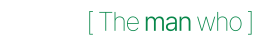 [ The man who ]